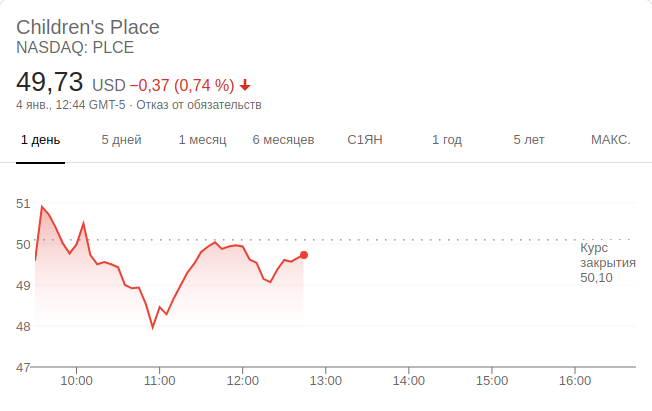 Children's Place
NASDAQ: PLCE
49,73 USD −0,37 (0,74 %)
4 янв., 12:44 GMT-5 · Отказ от обязательств
1 день 5 дней 1 месяц 6 месяцев С1ЯН 1 год 5 лет МАКС.
51
50
49
48
47
Курс
закрытия
50,10
10:00 11:00 12:00 13:00 14:00 15:00 16:00